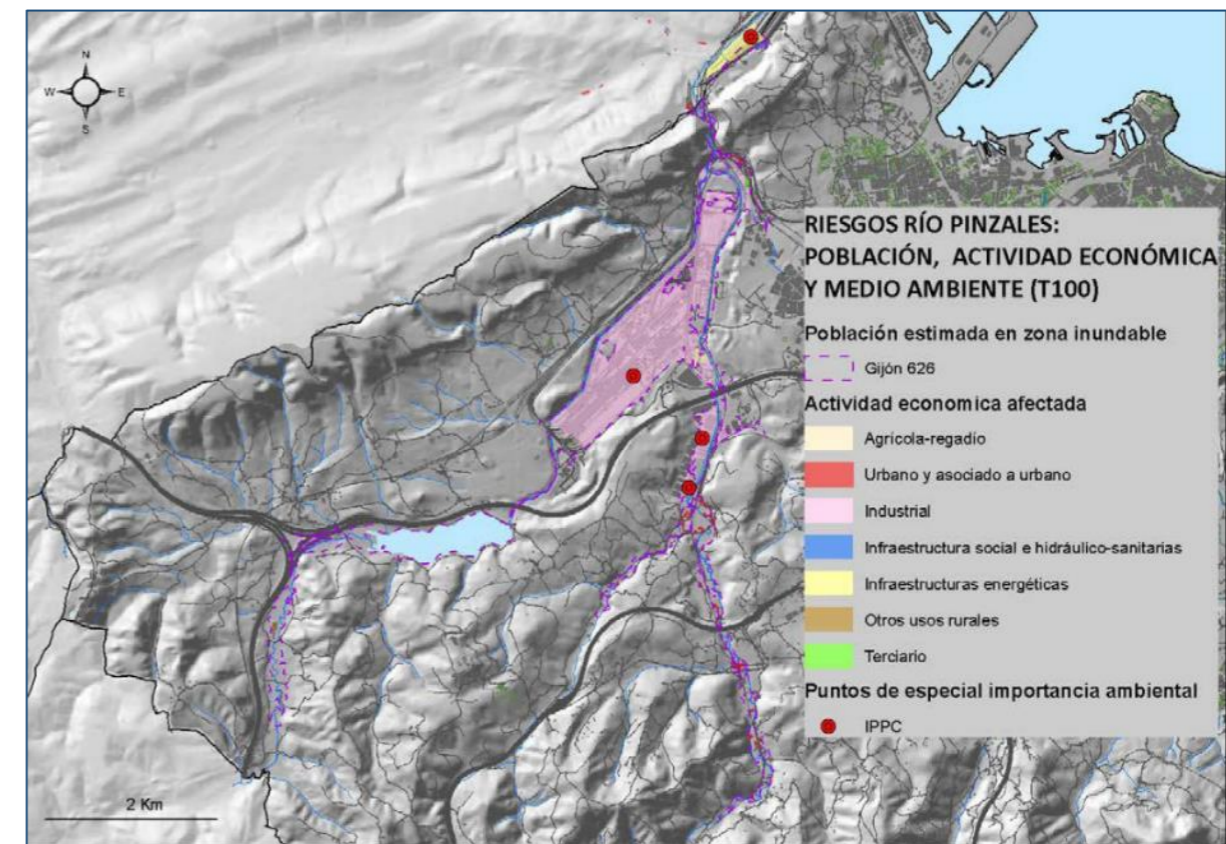 N
W E
S
RIESGOS RÍO PINZALES:
POBLACIÓN, ACTIVIDAD ECONÓMICA
Y MEDIO AMBIENTE (T100)
Población estimada en zona inundable
Gijón 626
Actividad economica afectada
Agrícola-regadío
Urbano y asociado a urbano
Industrial
Infraestructura social e hidráulico-sanitarias
Infraestructuras energéticas
Otros usos rurales
Terciario
Puntos de especial importancia ambiental
IPPC
2 Km